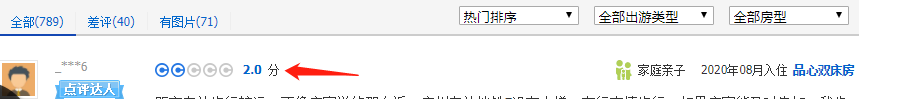 全部(789) 差评(40) 有图片(71) 热门排序 全部出游类型 全部房型
_***6 2.0 分 家庭亲子 2020年08月入住 品心双床房
点评达人